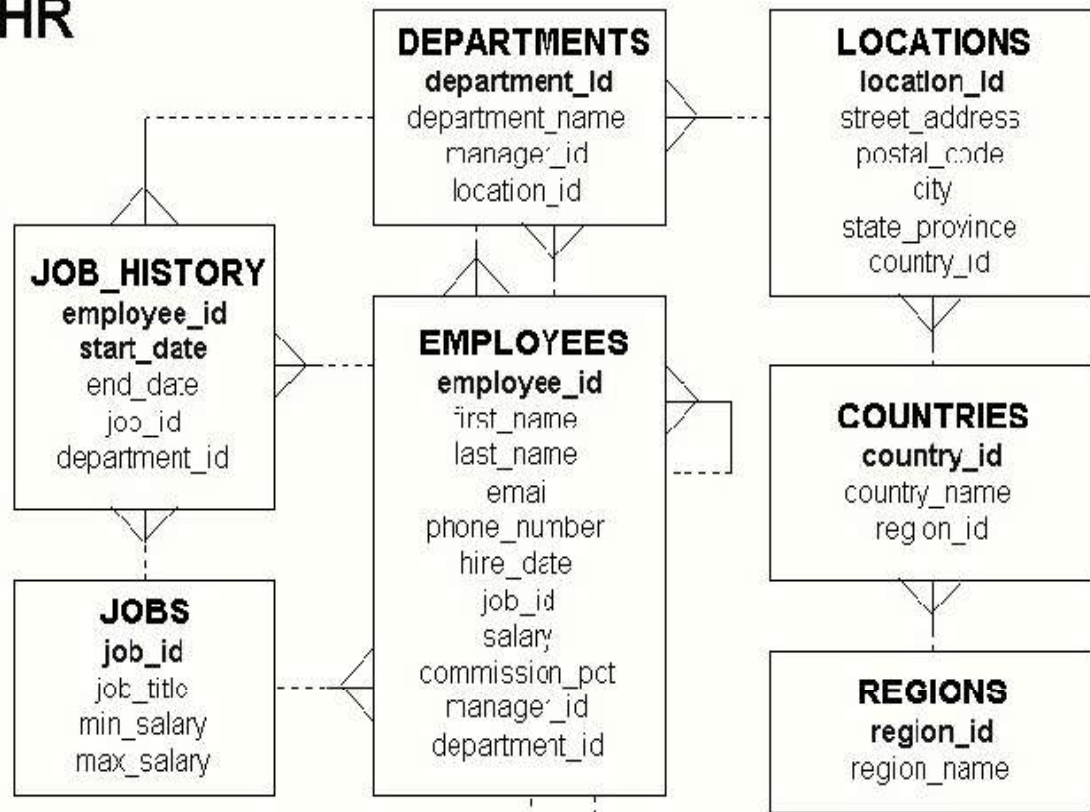 HR
DEPARTMENTS
department_id
department_name
manager_id
location_id
LOCATIONS
location_id
street_address
postal_code
city
state_province
country_id
JOB_HISTORY
employee_id
start_date
end_date
job_id
department_id
EMPLOYEES
employee_id
first_name
last_name
emai
phone_number
hire_date
job_id
salary
commission_pct
manager_id
department_id
COUNTRIES
country_id
country_name
region_id
JOBS
job_id
job_title
min_salary
max_salary
REGIONS
region_id
region_name